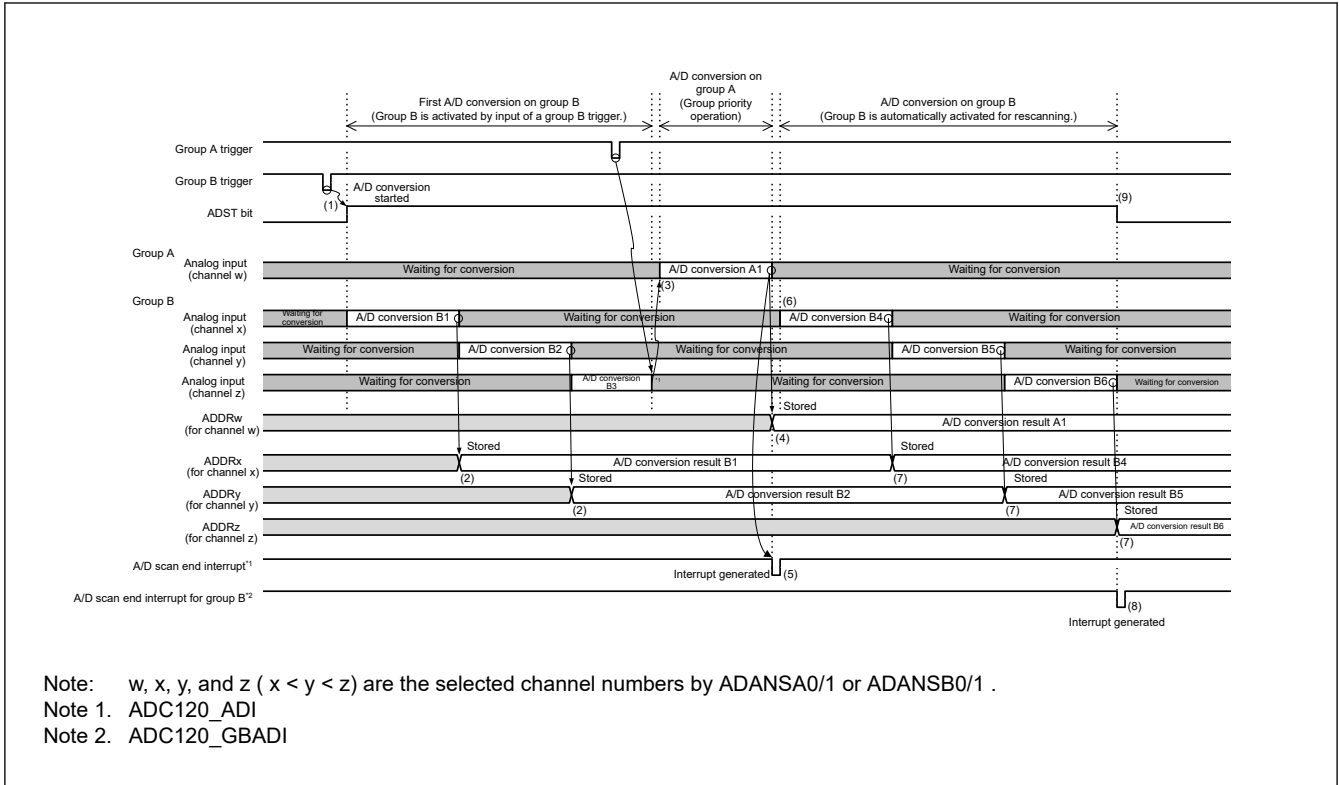 A/D conversion on
group A
(Group priority
operation)
First A/D conversion on group B
(Group B is activated by input of a group B trigger.)
A/D conversion on group B
(Group B is automatically activated for rescanning.)
Group A trigger
Group B trigger
A/D conversion
started
(1)
(9)
ADST bit
Group A
Analog input
(channel w)
Waiting for conversion
A/D conversion A1
Waiting for conversion
(3)
Group B
(6)
Analog input
(channel x)
Waiting for
conversion
A/D conversion B1
Waiting for conversion
A/D conversion B4
Waiting for conversion
Analog input
(channel y)
Waiting for conversion
A/D conversion B2
Waiting for conversion
A/D conversion B5
Waiting for conversion
Analog input
(channel z)
Waiting for conversion
A/D conversion
B3
*1
Waiting for conversion
A/D conversion B6
Waiting for conversion
Stored
ADDRw
(for channel w)
A/D conversion result A1
(4)
Stored
Stored
ADDRx
(for channel x)
A/D conversion result B1
A/D conversion result B4
(2)
Stored
(7)
Stored
ADDRy
(for channel y)
A/D conversion result B2
A/D conversion result B5
(2)
(7)
Stored
ADDRz
(for channel z)
A/D conversion result B6
(7)
A/D scan end interrupt*1
Interrupt generated
(5)
A/D scan end interrupt for group B*2
(8)
Interrupt generated
Note: w, x, y, and z ( x < y < z) are the selected channel numbers by ADANSA0/1 or ADANSB0/1 .
Note 1. ADC120_ADI
Note 2. ADC120_GBADI